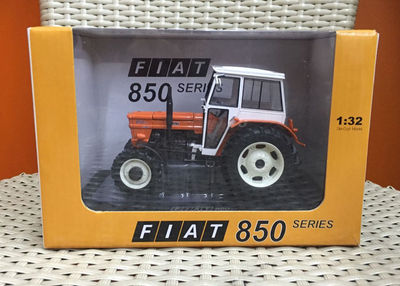 FIAT
850 SERIES
1:32
Die-Cast Model
FIAT 850 SERIES